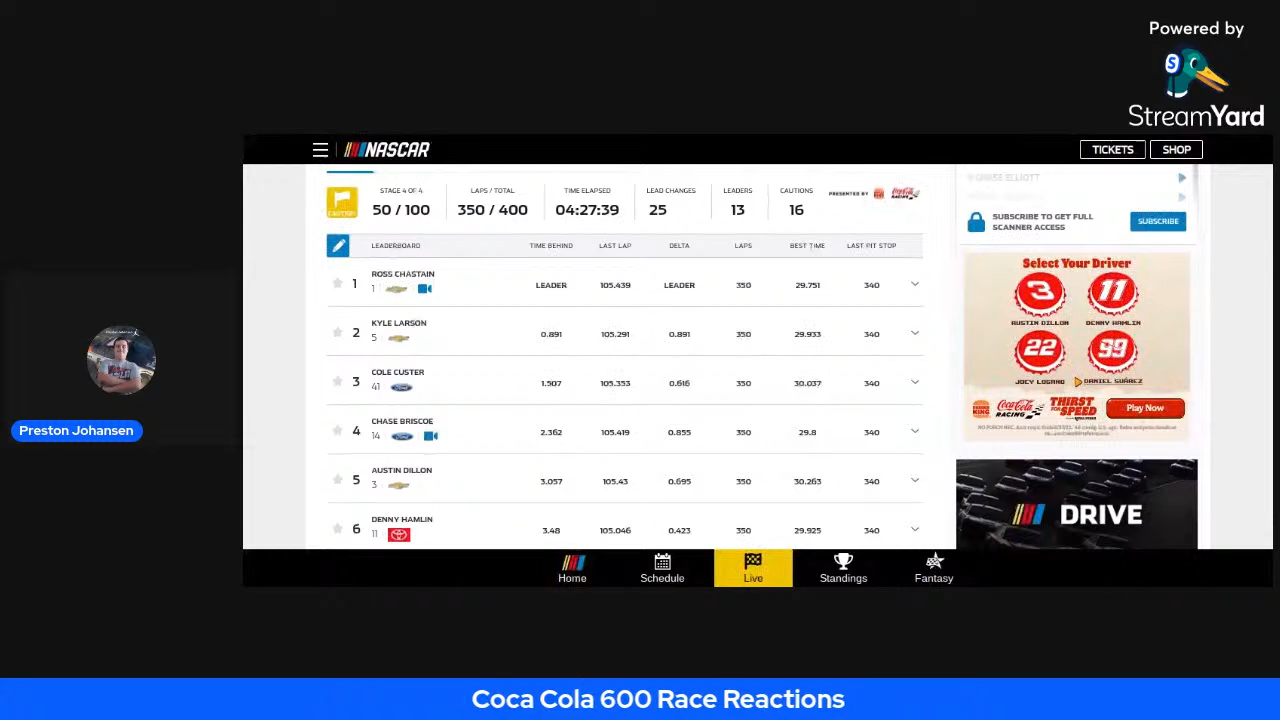 Powered by
StreamYard
NASCAR
TICKETS
SHOP
CAUTION
STAGE 4 OF 4
50 / 100
LAPS / TOTAL
350 / 400
TIME ELAPSED
04:27:39
LEAD CHANGES
25
LEADERS
13
CAUTIONS
16
PRESENTED BY
LEADERBOARD TIME BEHIND LAST LAP DELTA LAPS BEST TIME LAST PIT STOP
1 ROSS CHASTAIN LEADER 105.439 LEADER 350 29.751 340
1
2 KYLE LARSON 0.891 105.291 0.891 350 29.933 340
5
3 COLE CUSTER 1.507 105.353 0.616 350 30.037 340
41
4 CHASE BRISCOE 2.362 105.419 0.855 350 29.8 340
14
5 AUSTIN DILLON 3.057 105.43 0.695 350 30.263 340
3
6 DENNY HAMLIN 3.48 105.046 0.423 350 29.925 340
11
ELLIOTT
SUBSCRIBE TO GET FULL
SCANNER ACCESS
SUBSCRIBE
Select Your Driver
3 11
AUSTIN DILLON DENNY HAMLIN
22 99
JOEY LOGANO DANIEL SUÁREZ
Coca-Cola RACING
THIRST FOR SPEED
Play Now
DRIVE
Home
Schedule
Live
Standings
Fantasy
Preston Johansen
Coca Cola 600 Race Reactions